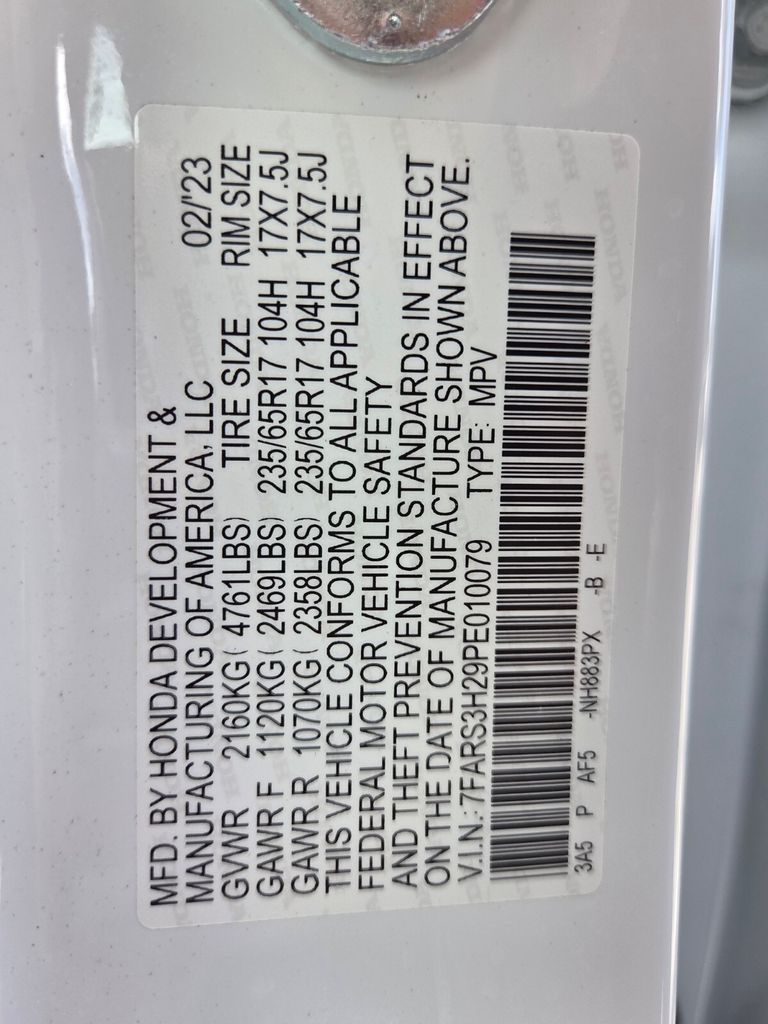 MFD. BY HONDA DEVELOPMENT &
MANUFACTURING OF AMERICA, LLC 02/'23
GVWR 2160KG( 4761LBS) TIRE SIZE RIM SIZE
GAWR F 1120KG( 2469LBS) 235/65R17 104H 17X7.5J
GAWR R 1070KG( 2358LBS) 235/65R17 104H 17X7.5J
THIS VEHICLE CONFORMS TO ALL APPLICABLE
FEDERAL MOTOR VEHICLE SAFETY
AND THEFT PREVENTION STANDARDS IN EFFECT
ON THE DATE OF MANUFACTURE SHOWN ABOVE.
V.I.N.: 7FARS3H29PE010079 TYPE: MPV
3A5 P AF5 -NH883PX -B -E